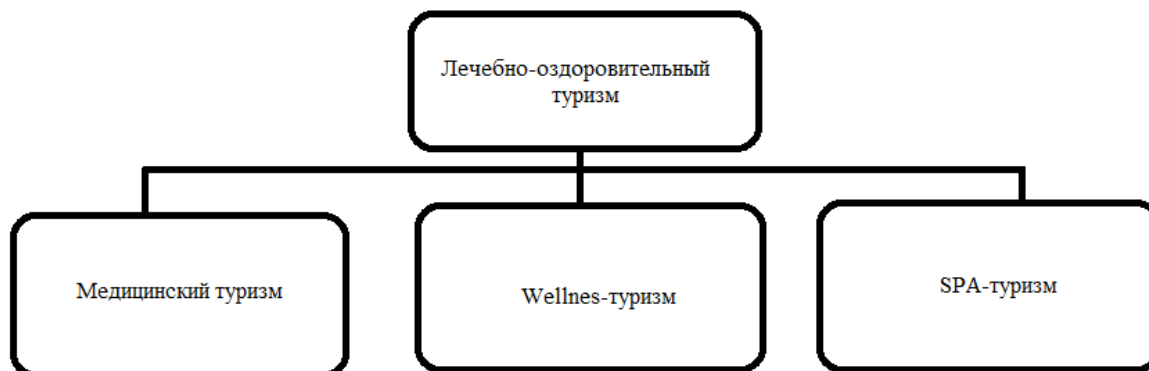 Лечебно-оздоровительный
туризм
Медицинский туризм
Wellnes-туризм
SPA-туризм